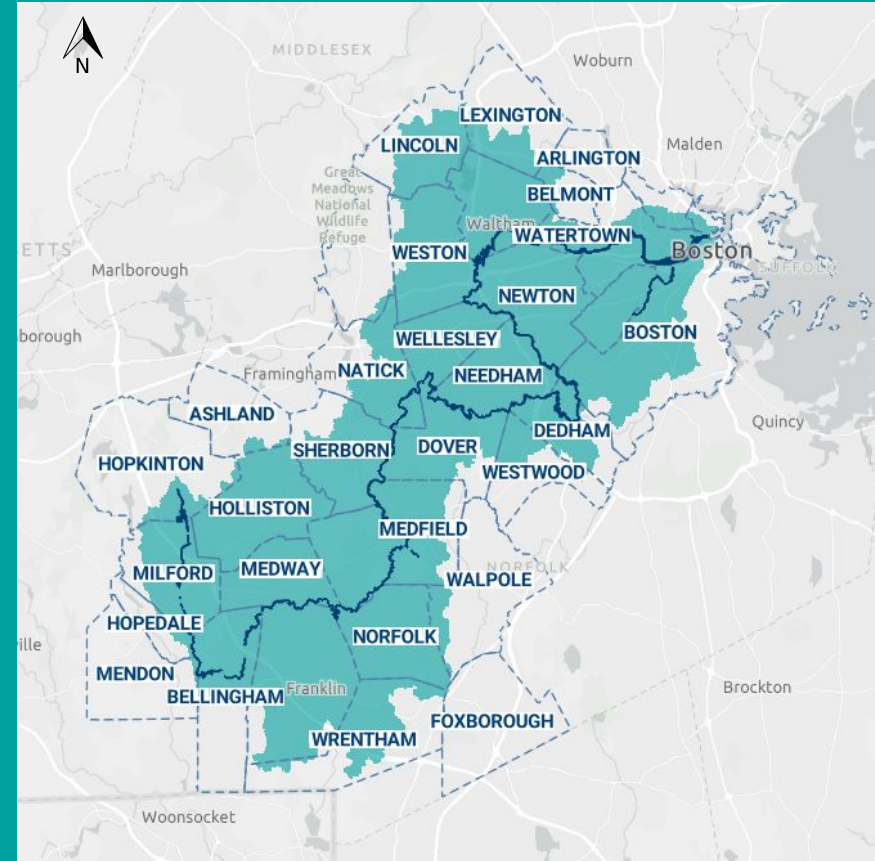 N
MIDDLESEX
Woburn
LEXINGTON
LINCOLN
Malden
ARLINGTON
Great
Meadows
National
Wildlife
Refuge
BELMONT
Waltham
WATERTOWN
ETTS
WESTON
Boston
SUFFOLK
Marlborough
NEWTON
BOSTON
borough
WELLESLEY
Framingham
NATICK
NEEDHAM
ASHLAND
Quincy
DEDHAM
SHERBORN
DOVER
HOPKINTON
WESTWOOD
HOLLISTON
MEDFIELD
NORFOLK
MILFORD
MEDWAY
WALPOLE
HOPEDALE
NORFOLK
ville
MENDON
Brockton
BELLINGHAM
Franklin
FOXBOROUGH
WRENTHAM
Woonsocket